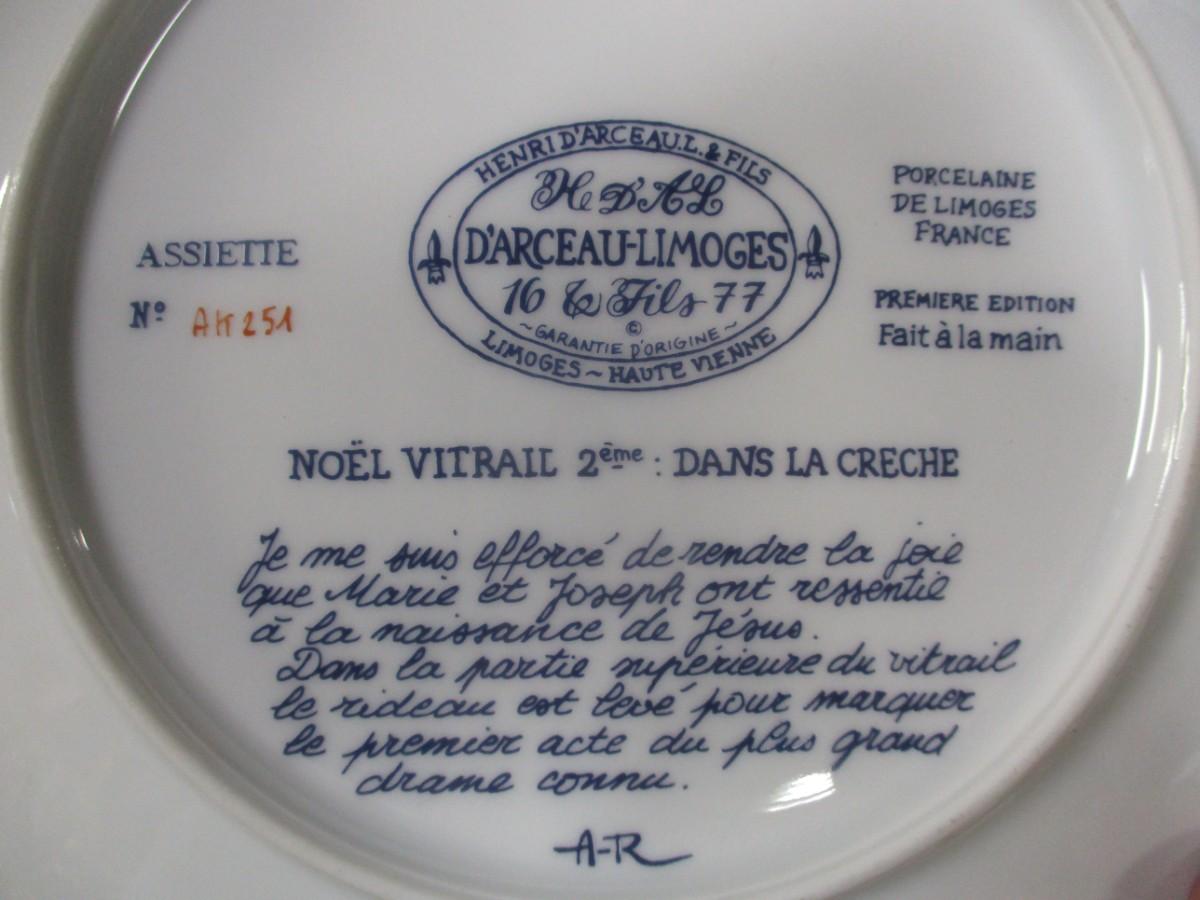 ASSIETTE
Nº AK251
HENRI D'ARCEAU.L. & FILS
H D'AL
D'ARCEAU-LIMOGES
16 & Fils 77
©
~ GARANTIE D'ORIGINE ~
LIMOGES ~ HAUTE VIENNE
PORCELAINE
DE LIMOGES
FRANCE
PREMIERE EDITION
Fait à la main
NOËL VITRAIL 2ème : DANS LA CRECHE
Je me suis efforcé de rendre la joie
que Marie et Joseph ont ressentie
à la naissance de Jésus.
Dans la partie supérieure du vitrail
le rideau est levé pour marquer
le premier acte du plus grand
drame connu.
A-R